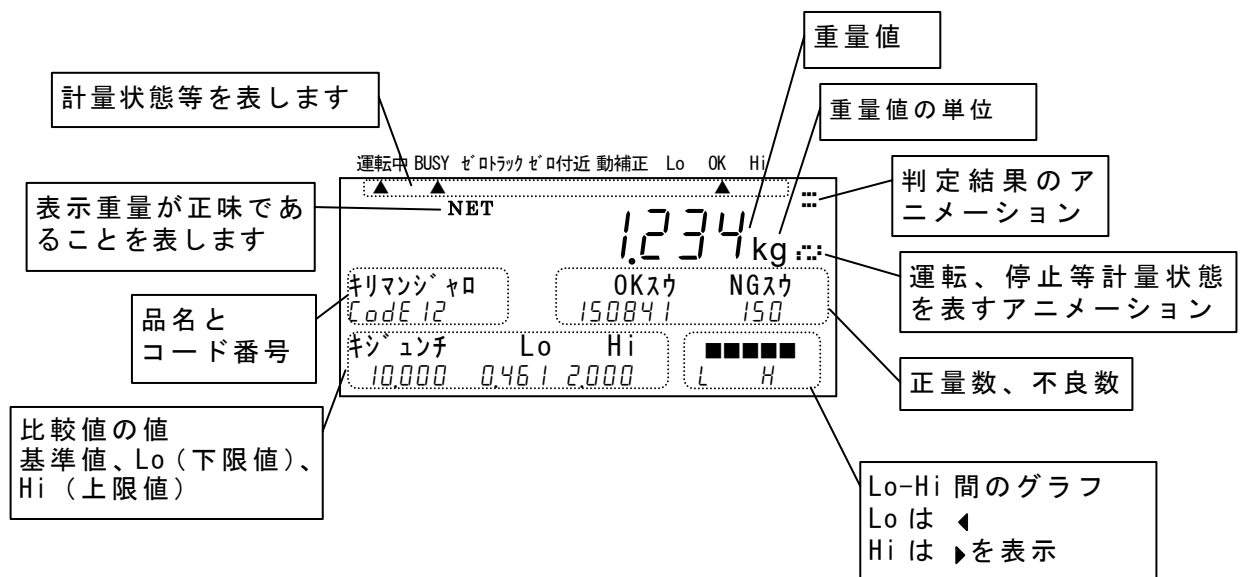 重量値
計量状態等を表します
重量値の単位
運転中 BUSY ゼロトラック ゼロ付近 動補正 Lo OK Hi
▲ ▲ ▲
判定結果のア
ニメーション
表示重量が正味であ
ることを表します
NET
1.234kg
運転、停止等計量状態
を表すアニメーション
キリマンジャロ OKスウ NGスウ
CodE 12 150841 150
品名と
コード番号
キジュンチ Lo Hi ■■■■■
10.000 0.461 2.000 L H
正量数、不良数
比較値の値
基準値、Lo(下限値)、
Hi(上限値)
Lo-Hi間のグラフ
Loは ◀
Hiは ▶を表示